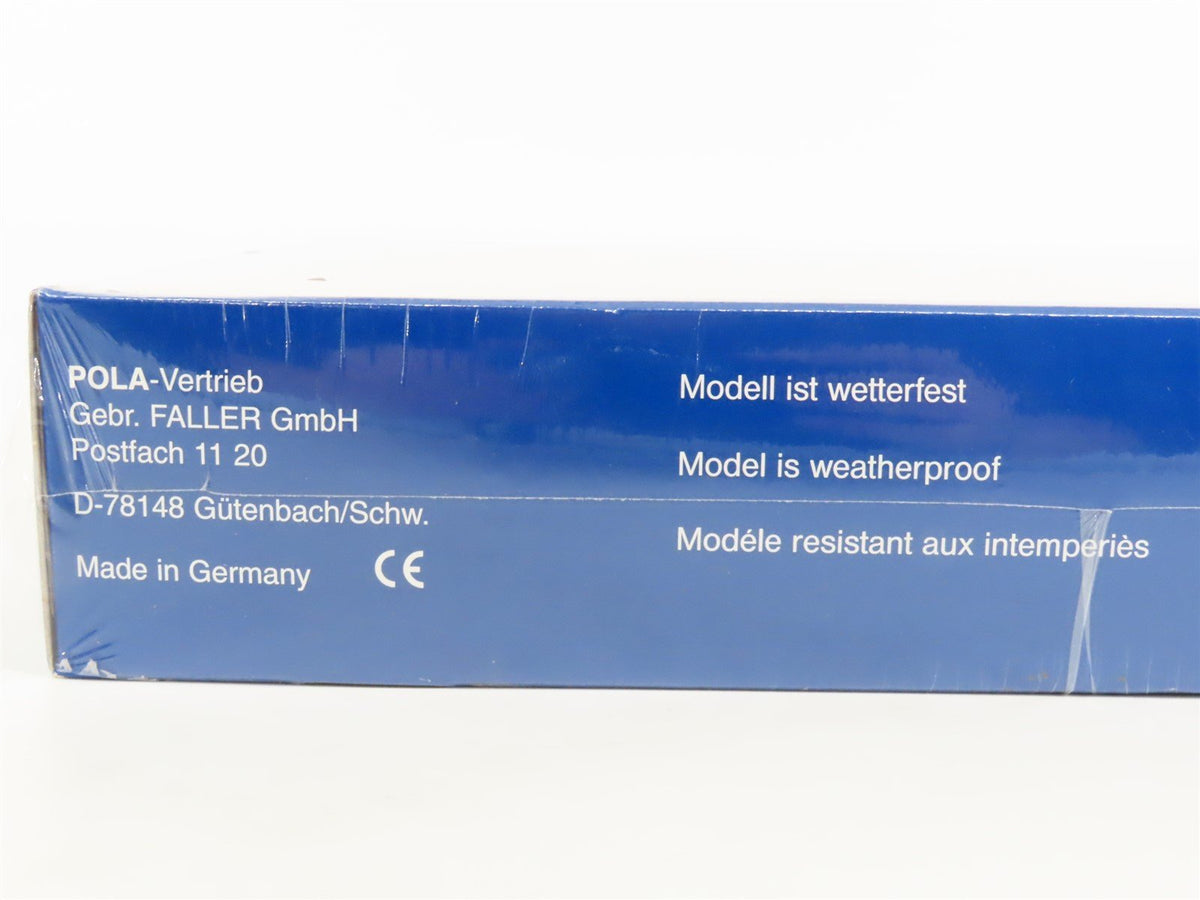 POLA-Vertrieb
Gebr. FALLER GmbH
Postfach 11 20
D-78148 Gütenbach/Schw.
Made in Germany CE
Modell ist wetterfest
Model is weatherproof
Modéle resistant aux intemperiès